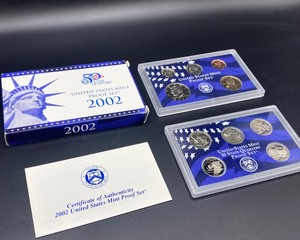 50
UNITED STATES MINT
PROOF SET
2002
2002
United States Mint
Proof Set
United States Mint
50 State Quarters
Proof Set
Certificate of Authenticity
2002 United States Mint Proof Set